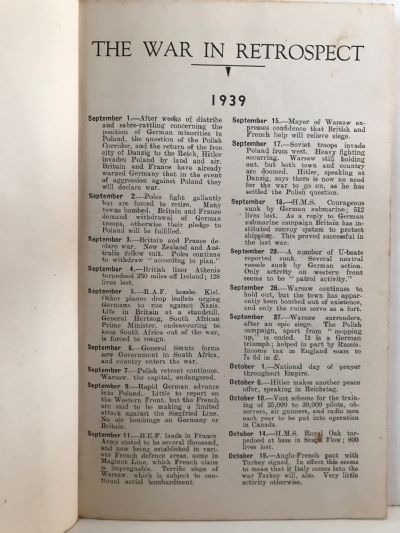 THE WAR IN RETROSPECT
1939
September 1.—After weeks of diatribe
and sabre-rattling concerning the
position of German minorities in
Poland, the question of the Polish
Corridor, and the return of the free
city of Danzig to the Reich, Hitler
invades Poland by land and air.
Britain and France have already
warned Germany that in the event
of aggression against Poland they
will declare war.
September 2.—Poles fight gallantly
but are forced to retire. Many
towns bombed. Britain and France
demand withdrawal of German
troops, otherwise their pledge to
Poland will be fulfilled.
September 3.—Britain and France de-
clare war. New Zealand and Aus-
tralia follow suit. Poles continue
to withdraw "according to plan."
September 4.—British liner Athenia
torpedoed 250 miles off Ireland; 128
lives lost.
September 5.—R.A.F. bombs Kiel.
Other planes drop leaflets urging
Germans to rise against Nazis.
Life in Britain at a standstill.
General Hertzog, South African
Prime Minister, endeavouring to
keep South Africa out of the war,
is forced to resign.
September 6.—General Smuts forms
new Government in South Africa,
and country enters the war.
September 7.—Polish retreat continues.
Warsaw, the capital, endangered.
September 9.—Rapid German advance
into Poland. Little to report on
the Western Front, but the French
are said to be making a limited
attack against the Siegfried Line.
No air bombings on Germany or
Britain.
September 11.—B.E.F. lands in France.
Army stated to be several thousand,
and now being established in vari-
ous French defence areas, some in
Maginot Line, which French claim
is impregnable. Terrific siege of
Warsaw, which is subject to con-
tinual aerial bombardment.
September 15.—Mayor of Warsaw ex-
presses confidence that British and
French help will relieve siege.
September 17.—Soviet troops invade
Poland from west. Heavy fighting
occurring. Warsaw still holding
out, but both town and country
are doomed. Hitler, speaking at
Danzig, says there is now no need
for the war to go on, as he has
settled the Polish question.
September 18.—H.M.S. Courageous
sunk by German submarine; 512
lives lost. As a reply to German
submarine campaign Britain has in-
stituted convoy system to protect
shipping. This proved successful in
the last war.
September 20.—A number of U-boats
reported sunk. Several neutral
vessels sunk by German action.
Only activity on western front
seems to be "patrol activity."
September 26.—Warsaw continues to
hold out, but the town has appar-
ently been bombed out of existence,
and only the ruins serve as a fort.
September 27.—Warsaw surrenders,
after an epic siege. The Polish
campaign, apart from "mopping
up," is ended. It is a German
triumph; helped in part by Russia.
Income tax in England soars to
7s 0d in £.
October 1.—National day of prayer
throughout Empire.
October 6.—Hitler makes another peace
offer, speaking in Reichstag.
October 10.—Vast scheme for the train-
ing of 25,000 to 30,000 pilots, ob-
servers, air gunners, and radio men
each year to be put into operation
in Canada.
October 14.—H.M.S. Royal Oak tor-
pedoed at base in Scapa Flow; 800
lives lost.
October 19.—Anglo-French pact with
Turkey signed. In effect this seems
to mean that if Italy comes into the
war Turkey will, also. Very little
activity otherwise.